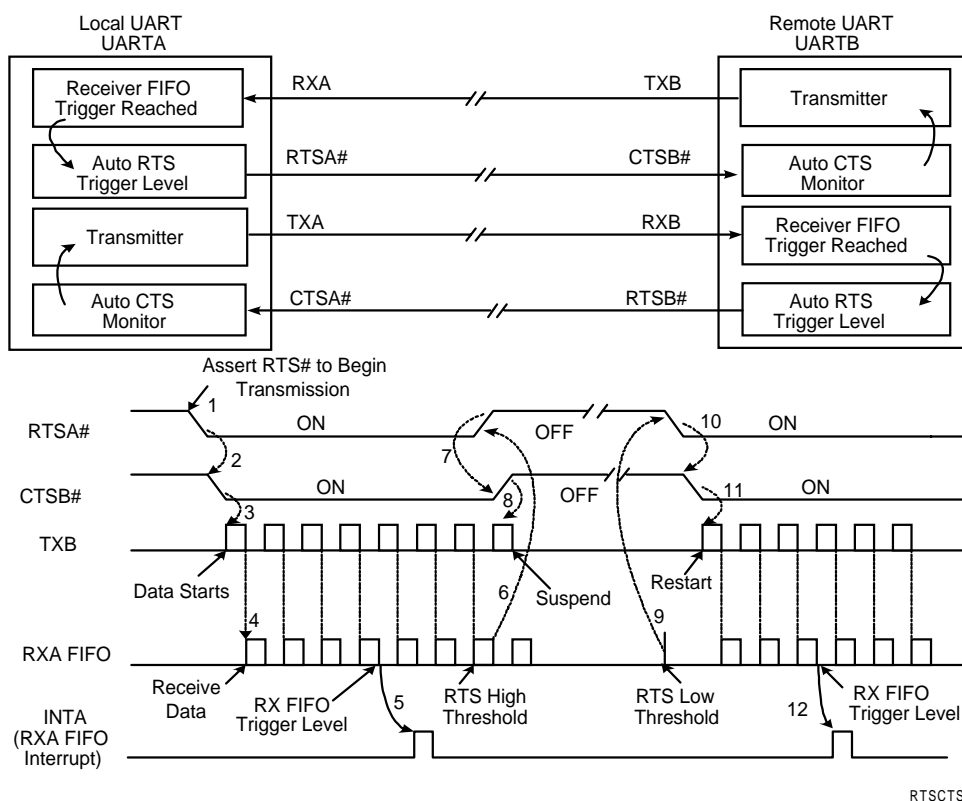 Local UART
UARTA
Remote UART
UARTB
Receiver FIFO
Trigger Reached
RXA
TXB
Transmitter
Auto RTS
Trigger Level
RTSA#
CTSB#
Auto CTS
Monitor
Transmitter
TXA
RXB
Receiver FIFO
Trigger Reached
Auto CTS
Monitor
CTSA#
RTSB#
Auto RTS
Trigger Level
Assert RTS# to Begin
Transmission
RTSA#
1
ON
OFF
10
ON
2
7
CTSB#
ON
OFF
11
ON
3
8
TXB
Data Starts
Suspend
Restart
4
6
9
RXA FIFO
Receive
Data
RX FIFO
Trigger Level
5
RTS High
Threshold
RTS Low
Threshold
12
RX FIFO
Trigger Level
INTA
(RXA FIFO
Interrupt)
RTSCTS